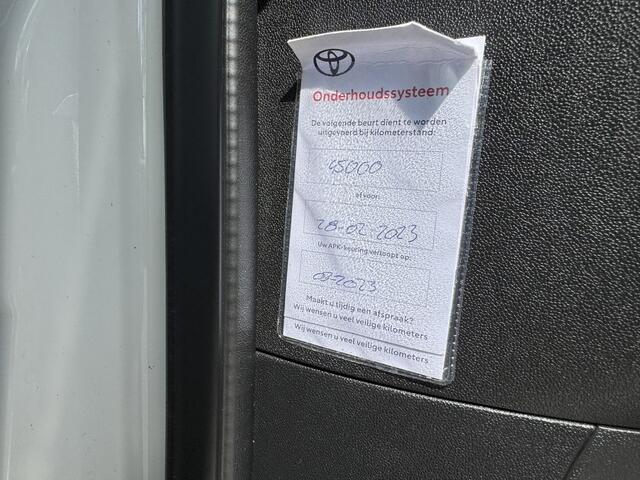 Onderhoudssysteem
De volgende beurt dient te worden
uitgevoerd bij kilometerstand:
45000
of voor:
28-02-2023
Uw APK-keuring verloopt op:
08-2023
Maakt u tijdig een afspraak?
Wij wensen u veel veilige kilometers
Wij wensen u veel veilige kilometers